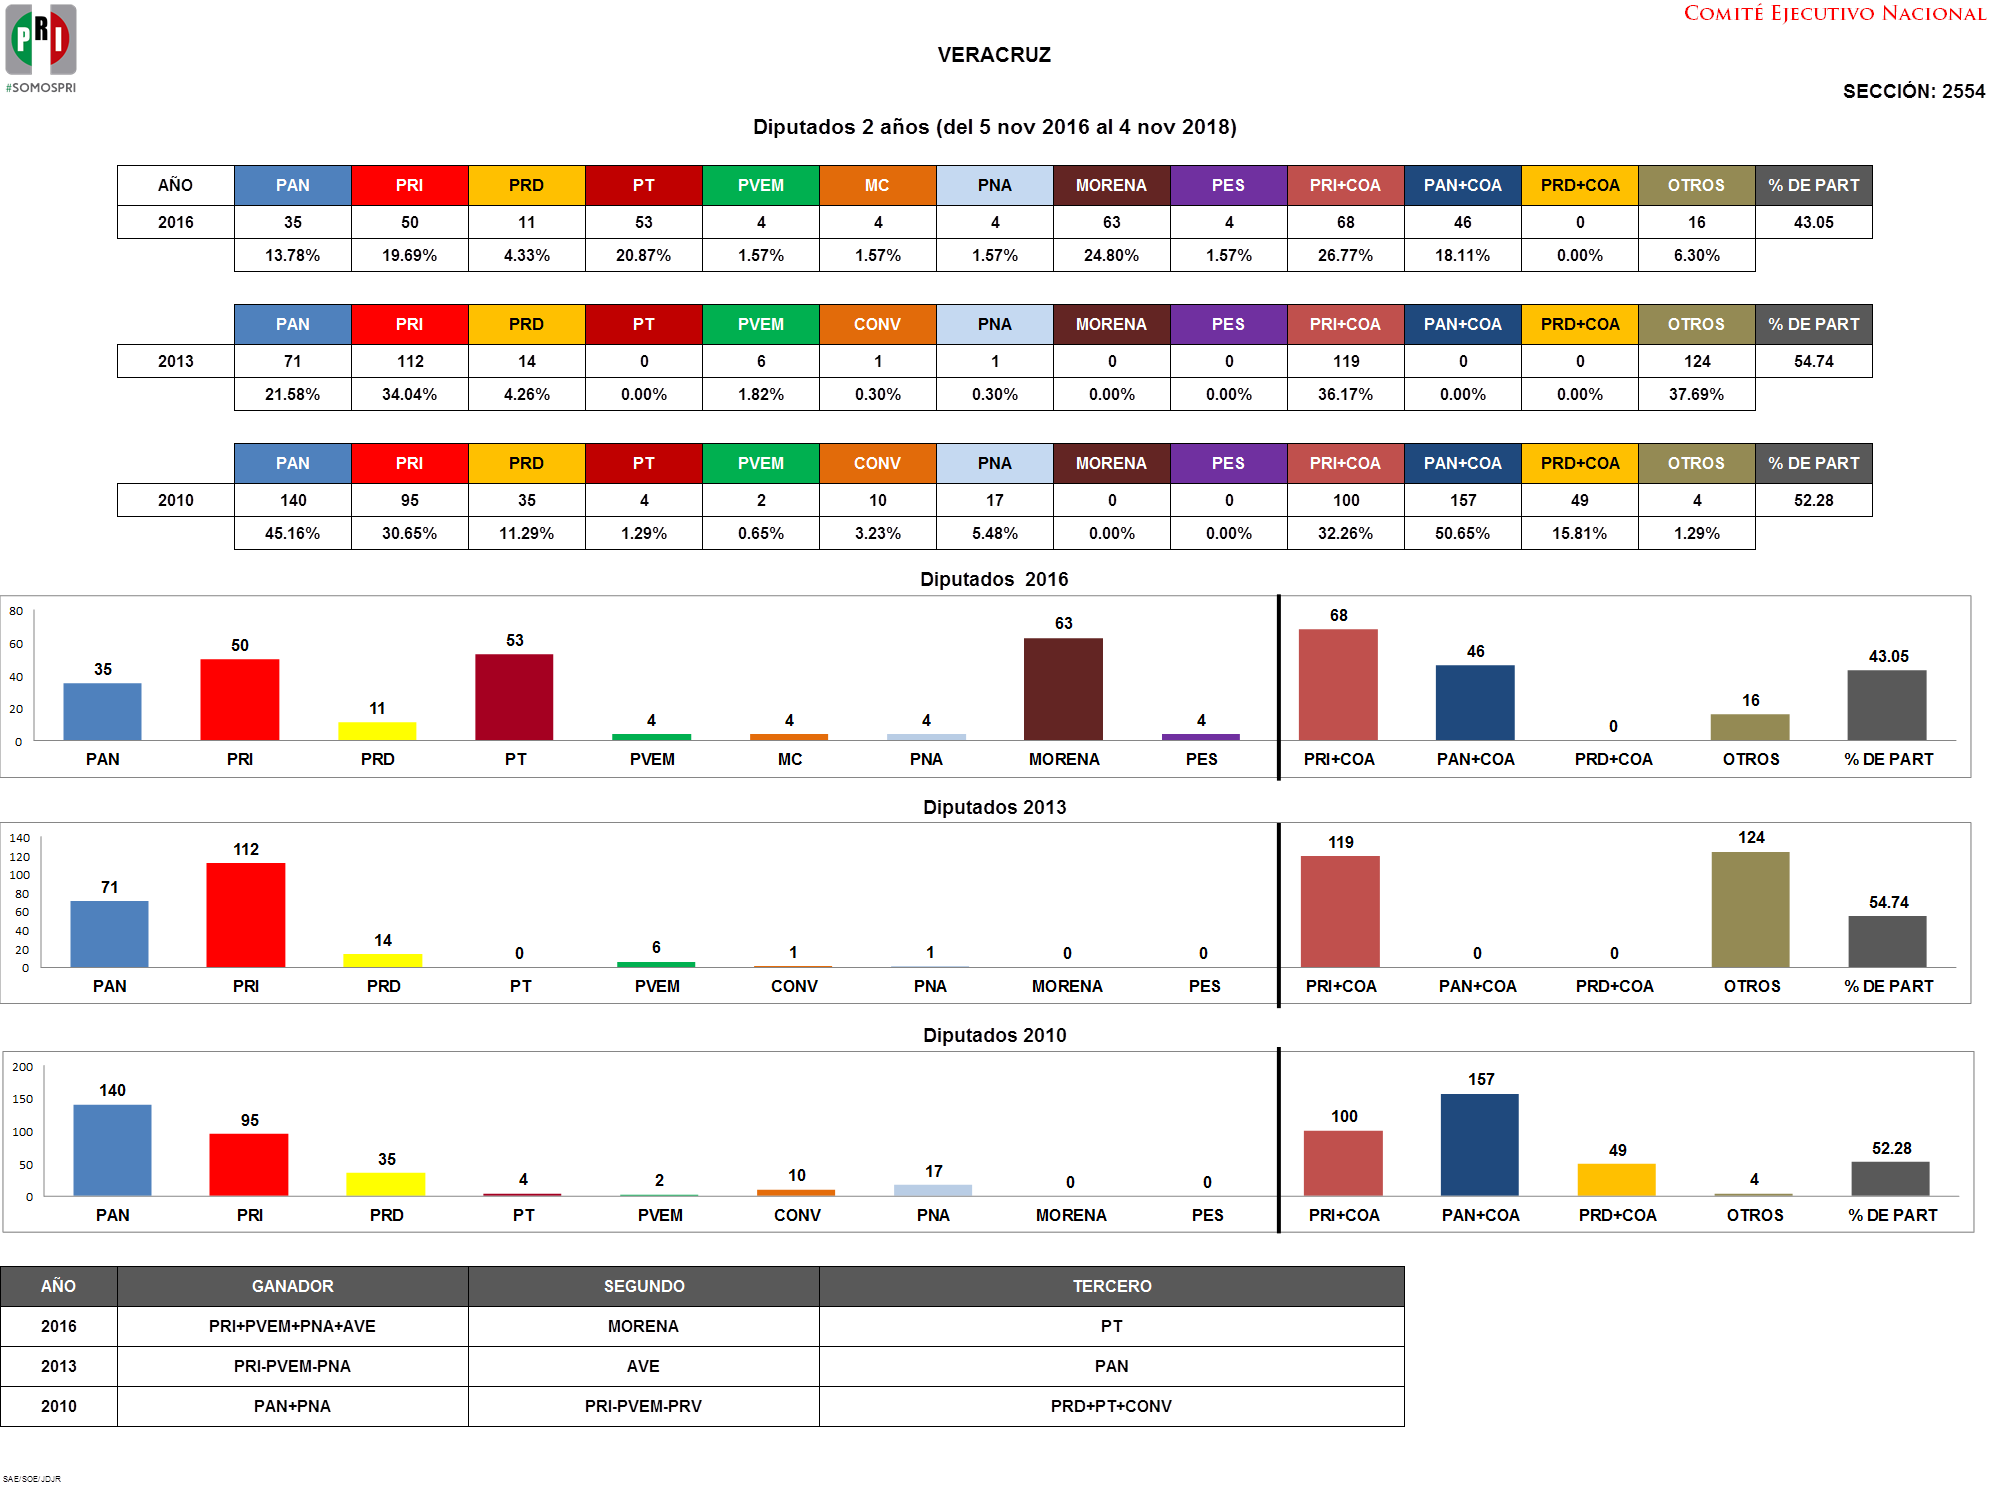 PRI
#SOMOSPRI
COMITÉ EJECUTIVO NACIONAL
VERACRUZ
SECCIÓN: 2554
Diputados 2 años (del 5 nov 2016 al 4 nov 2018)
AÑO PAN PRI PRD PT PVEM MC PNA MORENA PES PRI+COA PAN+COA PRD+COA OTROS % DE PART
2016 35 50 11 53 4 4 4 63 4 68 46 0 16 43.05
13.78% 19.69% 4.33% 20.87% 1.57% 1.57% 1.57% 24.80% 1.57% 26.77% 18.11% 0.00% 6.30%
PAN PRI PRD PT PVEM CONV PNA MORENA PES PRI+COA PAN+COA PRD+COA OTROS % DE PART
2013 71 112 14 0 6 1 1 0 0 119 0 0 124 54.74
21.58% 34.04% 4.26% 0.00% 1.82% 0.30% 0.30% 0.00% 0.00% 36.17% 0.00% 0.00% 37.69%
PAN PRI PRD PT PVEM CONV PNA MORENA PES PRI+COA PAN+COA PRD+COA OTROS % DE PART
2010 140 95 35 4 2 10 17 0 0 100 157 49 4 52.28
45.16% 30.65% 11.29% 1.29% 0.65% 3.23% 5.48% 0.00% 0.00% 32.26% 50.65% 15.81% 1.29%
Diputados 2016
80
60
40
20
0
35 50 11 53 4 4 4 63 4 68 46 0 16 43.05
PAN PRI PRD PT PVEM MC PNA MORENA PES PRI+COA PAN+COA PRD+COA OTROS % DE PART
Diputados 2013
140
120
100
80
60
40
20
0
71 112 14 0 6 1 1 0 0 119 0 0 124 54.74
PAN PRI PRD PT PVEM CONV PNA MORENA PES PRI+COA PAN+COA PRD+COA OTROS % DE PART
Diputados 2010
200
150
100
50
0
140 95 35 4 2 10 17 0 0 100 157 49 4 52.28
PAN PRI PRD PT PVEM CONV PNA MORENA PES PRI+COA PAN+COA PRD+COA OTROS % DE PART
AÑO GANADOR SEGUNDO TERCERO
2016 PRI+PVEM+PNA+AVE MORENA PT
2013 PRI-PVEM-PNA AVE PAN
2010 PAN+PNA PRI-PVEM-PRV PRD+PT+CONV
SAE/SOE/JDJR